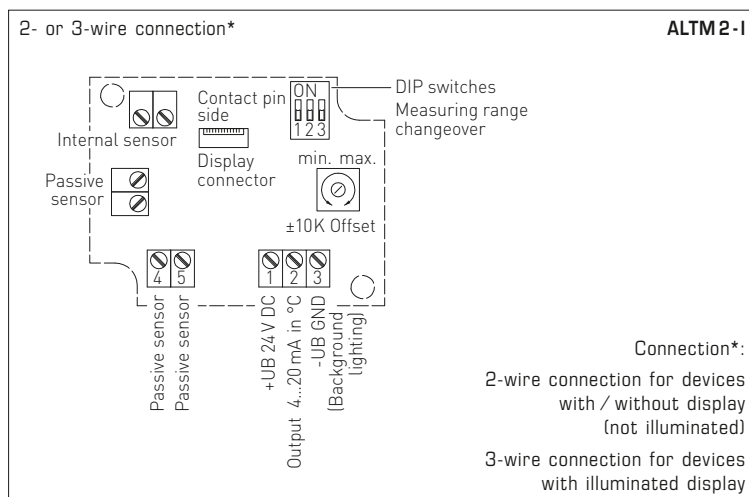 2- or 3-wire connection*
ALTM 2 - I
ON
1 2 3
DIP switches
Measuring range
changeover
Contact pin
side
Internal sensor
Display
connector
Passive
sensor
min. max.
±10K Offset
4 5
1 2 3
Passive sensor
Passive sensor
+UB 24 V DC
Output 4...20 mA in °C
-UB GND
(Background
lighting)
Connection*:
2-wire connection for devices
with / without display
(not illuminated)
3-wire connection for devices
with illuminated display